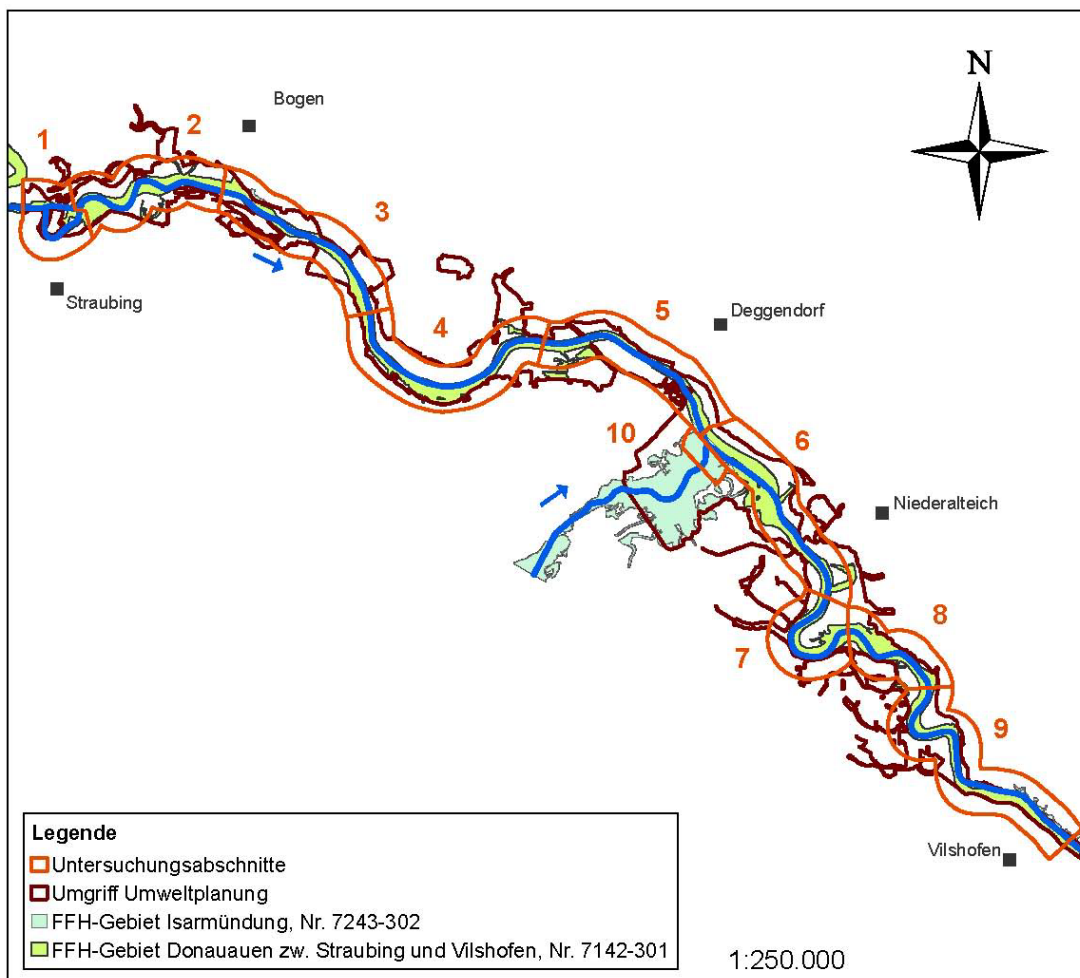 N
Bogen
1
2
3
Straubing
4
5
Deggendorf
10
6
Niederalteich
7
8
9
Vilshofen
Legende
Untersuchungsabschnitte
Umgriff Umweltplanung
FFH-Gebiet Isarmündung, Nr. 7243-302
FFH-Gebiet Donauauen zw. Straubing und Vilshofen, Nr. 7142-301
1:250.000